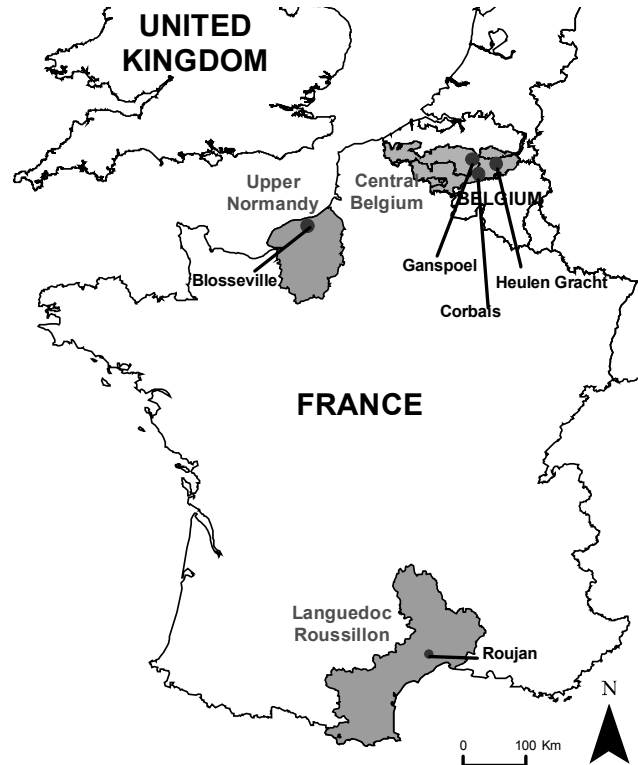 UNITED
KINGDOM
Upper
Normandy
Central
Belgium
BELGIUM
Blosseville
Ganspoel
Heulen Gracht
Corbais
FRANCE
Languedoc
Roussillon
Roujan
N
0 100 Km